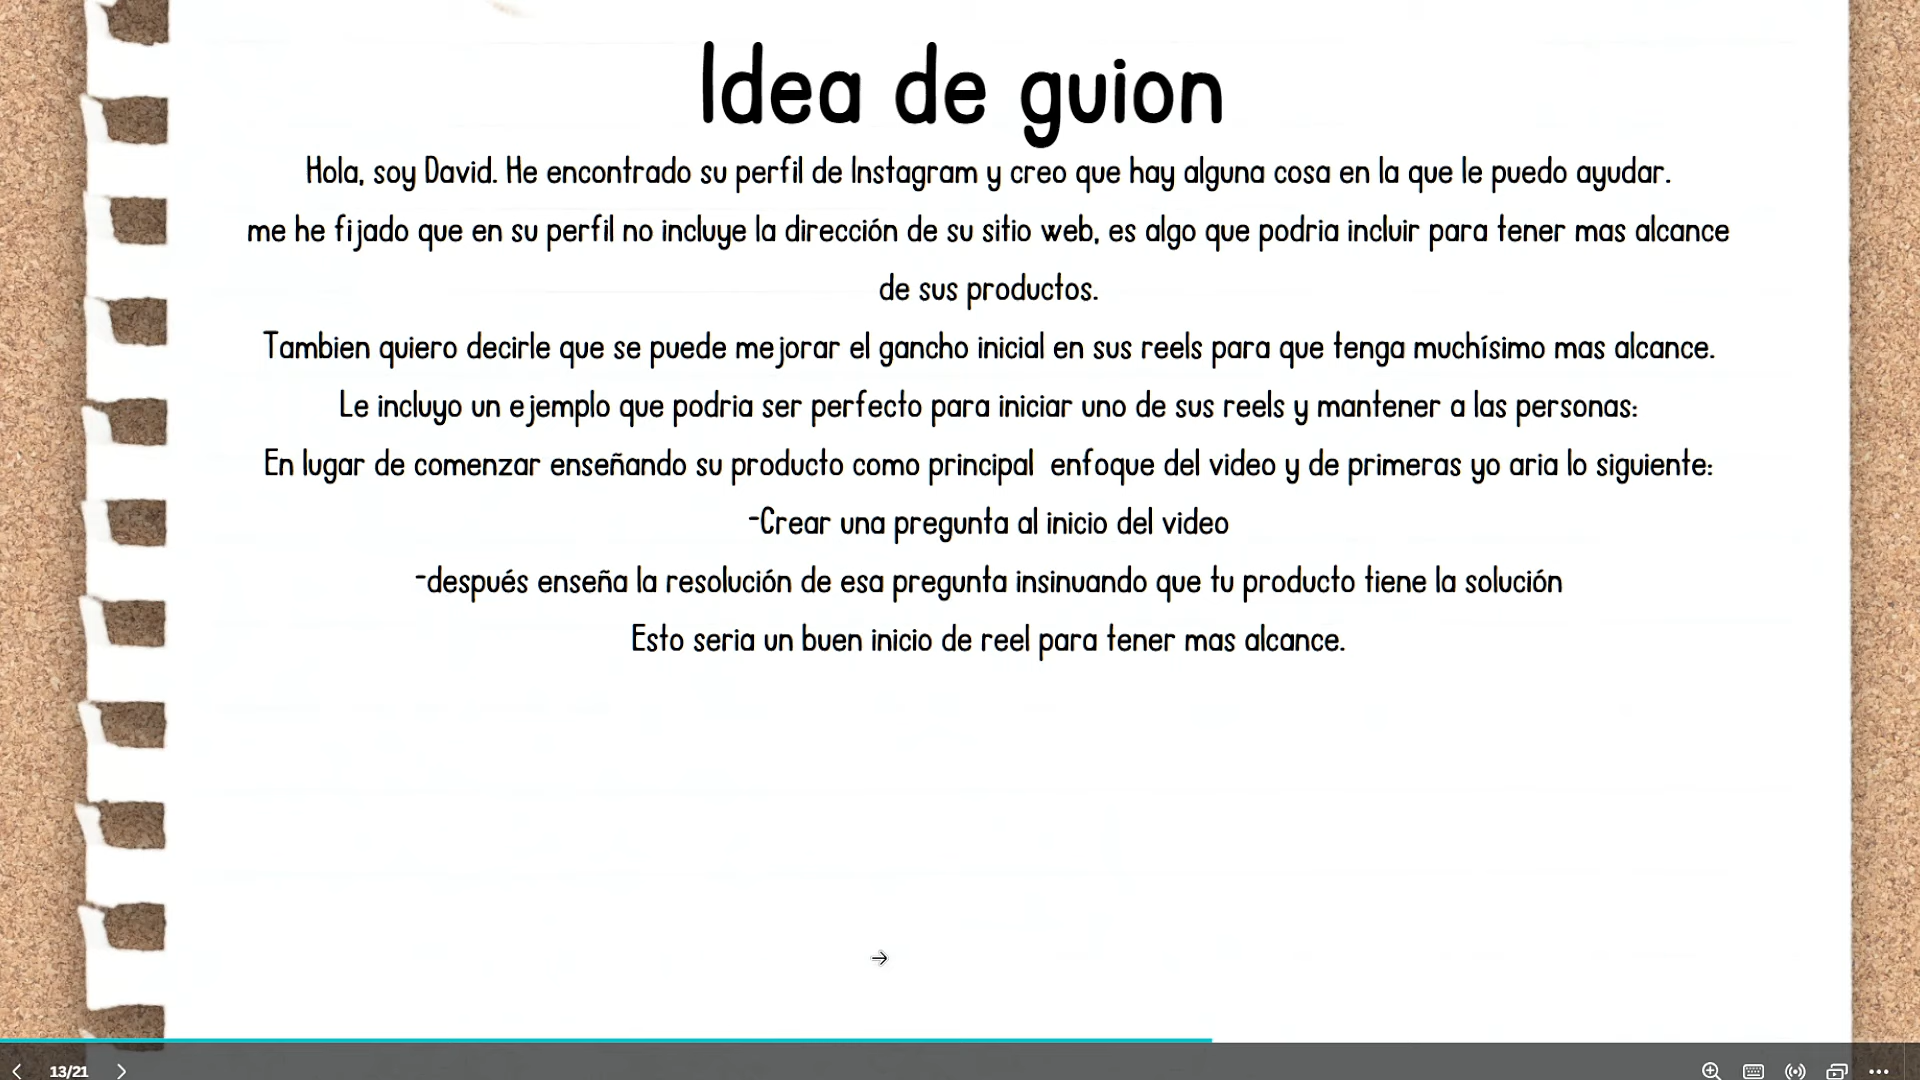 Idea de guion
Hola, soy David. He encontrado su perfil de Instagram y creo que hay alguna cosa en la que le puedo ayudar.
me he fijado que en su perfil no incluye la dirección de su sitio web, es algo que podria incluir para tener mas alcance
de sus productos.
Tambien quiero decirle que se puede mejorar el gancho inicial en sus reels para que tenga muchísimo mas alcance.
Le incluyo un ejemplo que podria ser perfecto para iniciar uno de sus reels y mantener a las personas:
En lugar de comenzar enseñando su producto como principal  enfoque del video y de primeras yo aria lo siguiente:
-Crear una pregunta al inicio del video
-después enseña la resolución de esa pregunta insinuando que tu producto tiene la solución
Esto seria un buen inicio de reel para tener mas alcance.
13/21